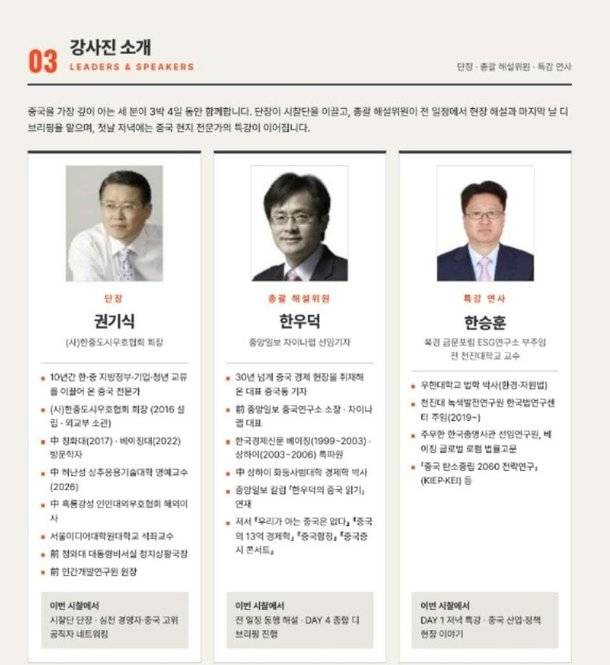 03
강사진 소개
LEADERS & SPEAKERS
단장 · 총괄 해설위원 · 특강 연사
중국을 가장 깊이 아는 세 분이 3박 4일 동안 함께합니다. 단장이 시찰단을 이끌고, 총괄 해설위원이 전 일정에서 현장 해설과 마지막 날 디
브리핑을 맡으며, 첫날 저녁에는 중국 현지 전문가의 특강이 이어집니다.
단장
권기식
(사)한중도시우호협회 회장
10년간 한·중 지방정부·기업·청년 교류
를 이끌어 온 중국 전문가
(사)한중도시우호협회 회장 (2016 설
립 · 외교부 소관)
中 칭화대(2017) · 베이징대(2022)
방문학자
中 허난성 상추응용기술대학 명예교수
(2026)
中 흑룡강성 인민대외우호협회 해외이
사
서울미디어대학원대학교 석좌교수
前 청와대 대통령비서실 정치상황국장
前 인간개발연구원 원장
이번 시찰에서
시찰단 단장 · 심천 경영자·중국 고위
공직자 네트워킹
총괄 해설위원
한우덕
중앙일보 차이나랩 선임기자
30년 넘게 중국 경제 현장을 취재해
온 대표 중국통 기자
前 중앙일보 중국연구소 소장 · 차이나
랩 대표
한국경제신문 베이징(1999~2003) ·
상하이(2003~2006) 특파원
中 상하이 화동사범대학 경제학 박사
중앙일보 칼럼 「한우덕의 중국 읽기」
연재
저서 『우리가 아는 중국은 없다』 『중국
의 13억 경제학』 『중국함정』 『중국증
시 콘서트』
이번 시찰에서
전 일정 동행 해설 · DAY 4 종합 디
브리핑 진행
특강 연사
한승훈
북경 금문포럼 ESG연구소 부주임
전 천진대학교 교수
우한대학교 법학 박사(환경·자원법)
천진대 녹색발전연구원 한국법연구센
터 주임(2019~)
주우한 한국총영사관 선임연구원, 베
이징 글로벌 로펌 법률고문
「중국 탄소중립 2060 전략연구」
(KIEP·KEI) 등
이번 시찰에서
DAY 1 저녁 특강 · 중국 산업·정책
현장 이야기